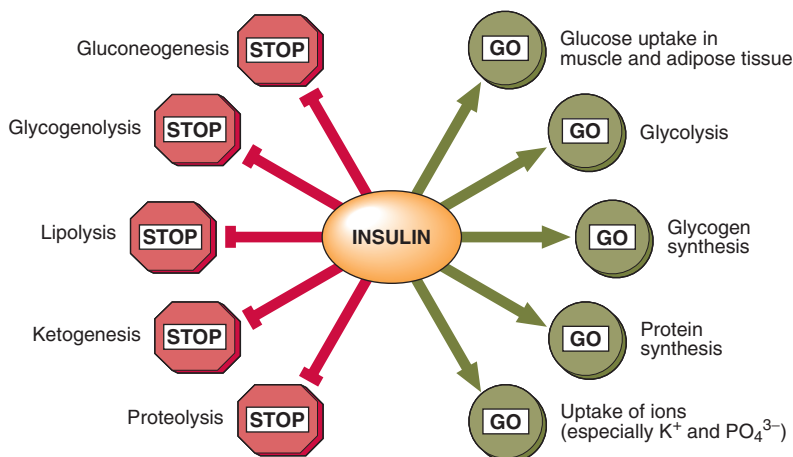 Gluconeogenesis
STOP
Glycogenolysis
STOP
Lipolysis
STOP
Ketogenesis
STOP
Proteolysis
STOP
INSULIN
GO
Glucose uptake in
muscle and adipose tissue
GO
Glycolysis
GO
Glycogen
synthesis
GO
Protein
synthesis
GO
Uptake of ions
(especially K⁺ and PO₄³⁻)